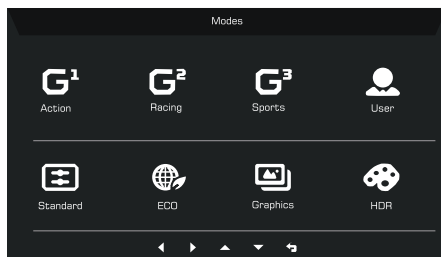 Modes
G¹ G² G³
Action Racing Sports User
Standard ECO Graphics HDR